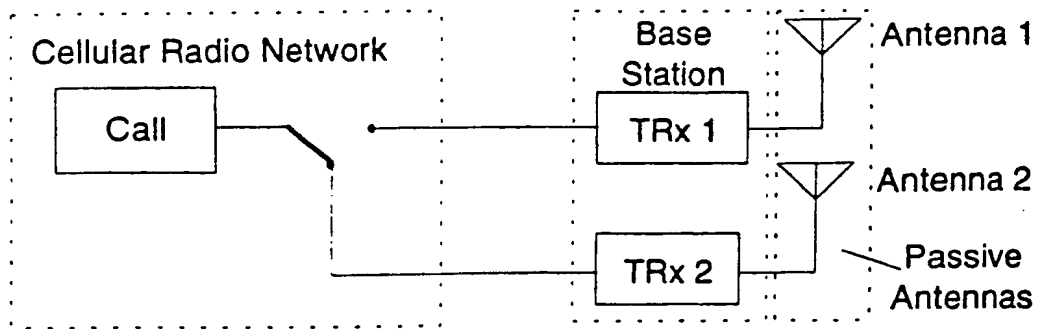 Cellular Radio Network
Call
Base
Station
TRx 1
TRx 2
Antenna 1
Antenna 2
Passive
Antennas